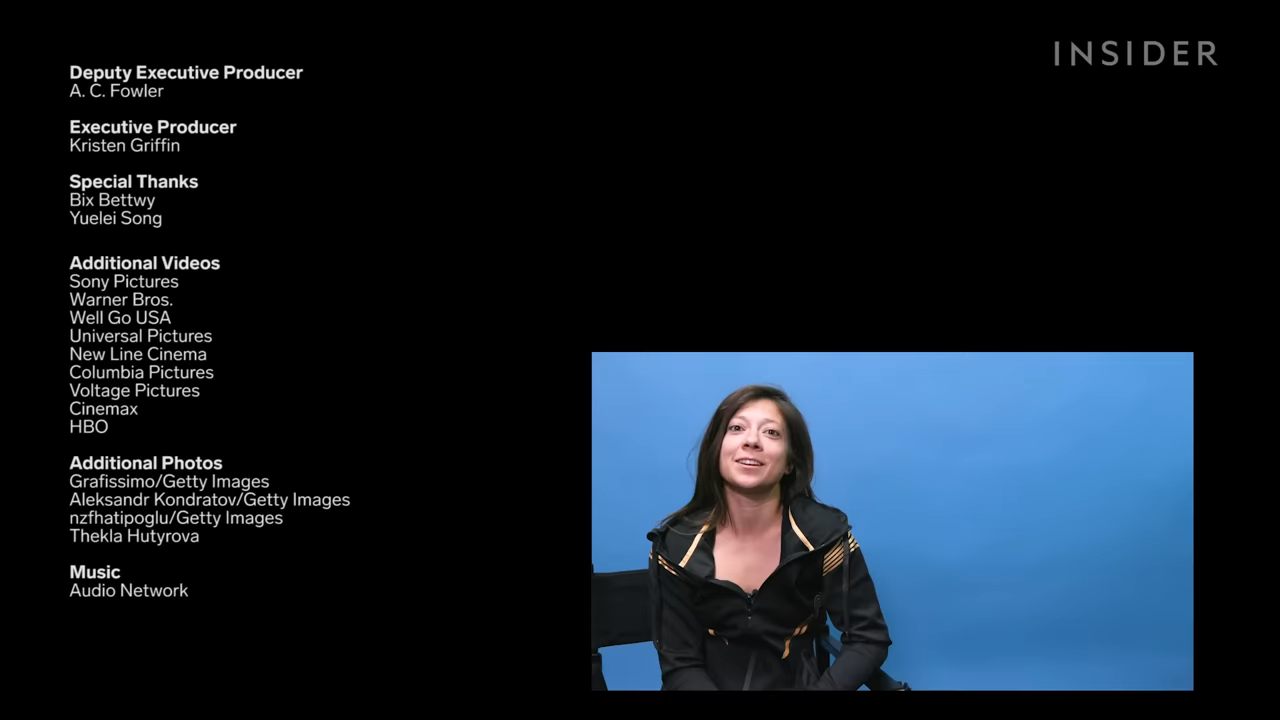 INSIDER
Deputy Executive Producer
A. C. Fowler
Executive Producer
Kristen Griffin
Special Thanks
Bix Bettwy
Yuelei Song
Additional Videos
Sony Pictures
Warner Bros.
Well Go USA
Universal Pictures
New Line Cinema
Columbia Pictures
Voltage Pictures
Cinemax
HBO
Additional Photos
Grafissimo/Getty Images
Aleksandr Kondratov/Getty Images
nzfhatipoglu/Getty Images
Thekla Hutyrova
Music
Audio Network